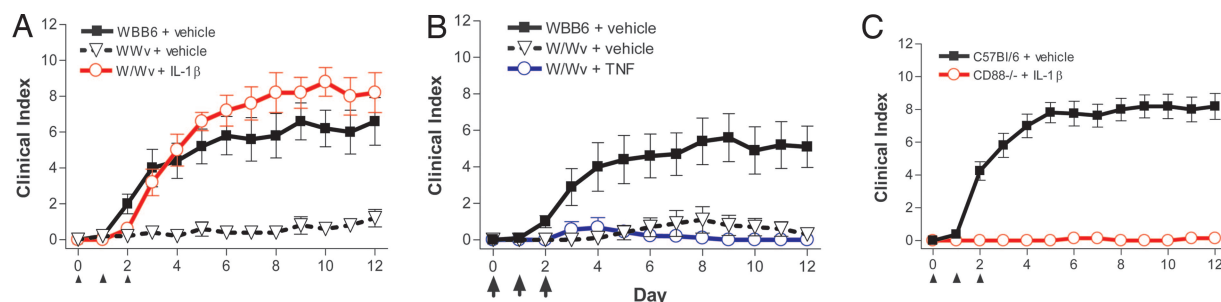 A
WBB6 + vehicle
WWv + vehicle
W/Wv + IL-1β
Clinical Index
12
10
8
6
4
2
0
0 2 4 6 8 10 12
B
WBB6 + vehicle
W/Wv + vehicle
W/Wv + TNF
Clinical Index
12
10
8
6
4
2
0
0 2 4 6 8 10 12
Day
C
C57Bl/6 + vehicle
CD88-/- + IL-1β
Clinical Index
12
10
8
6
4
2
0
0 2 4 6 8 10 12